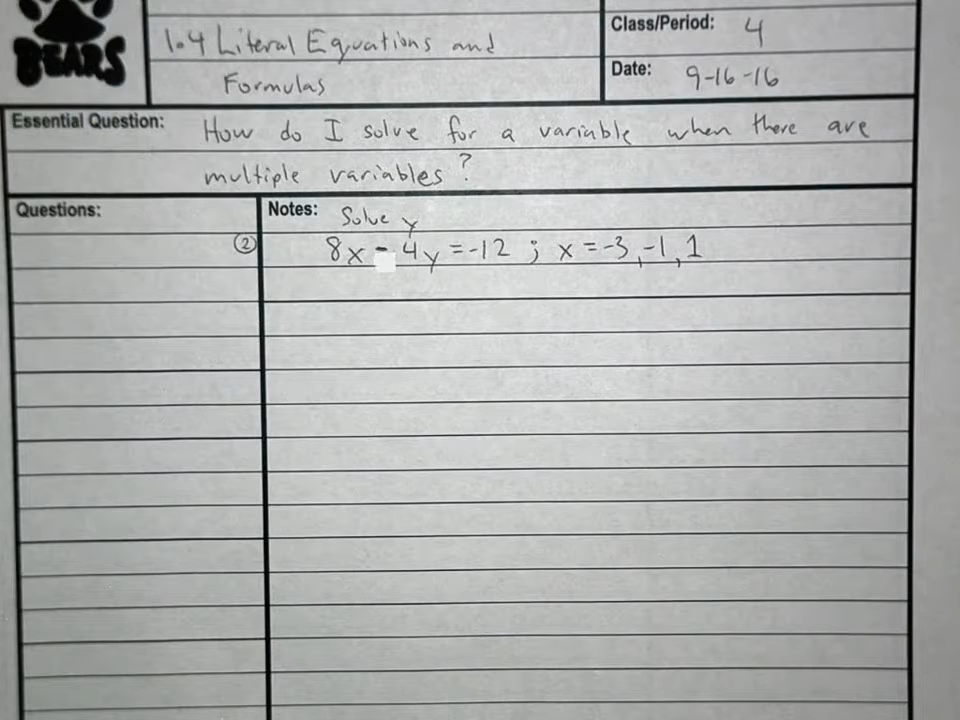 BEARS
1.4 Literal Equations and
Formulas
Class/Period: 4
Date: 9-16-16
Essential Question: How do I solve for a variable when there are
multiple variables?
Questions:
Notes: Solve y
② 8x - 4y = -12 ; x = -3, -1, 1